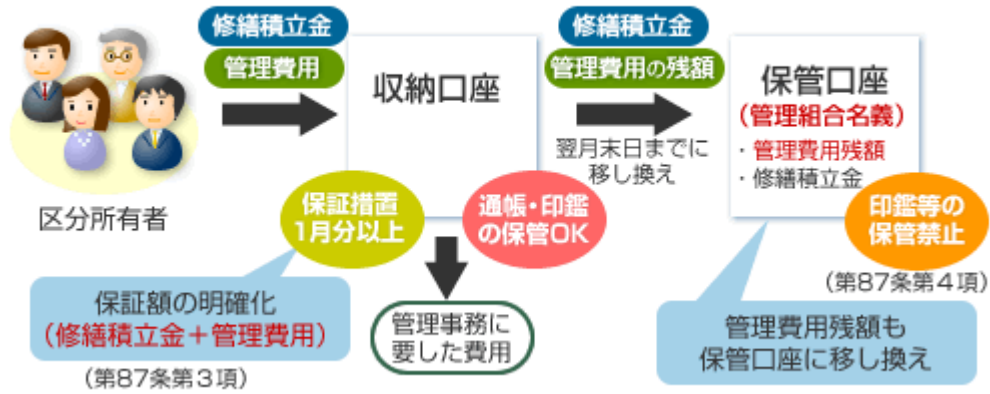 修繕積立金
管理費用
区分所有者
収納口座
保証措置
1月分以上
通帳・印鑑
の保管OK
保証額の明確化
（修繕積立金＋管理費用）
（第87条第3項）
管理事務に
要した費用
修繕積立金
管理費用の残額
翌月末日までに
移し換え
保管口座
（管理組合名義）
・管理費用残額
・修繕積立金
印鑑等の
保管禁止
（第87条第4項）
管理費用残額も
保管口座に移し換え